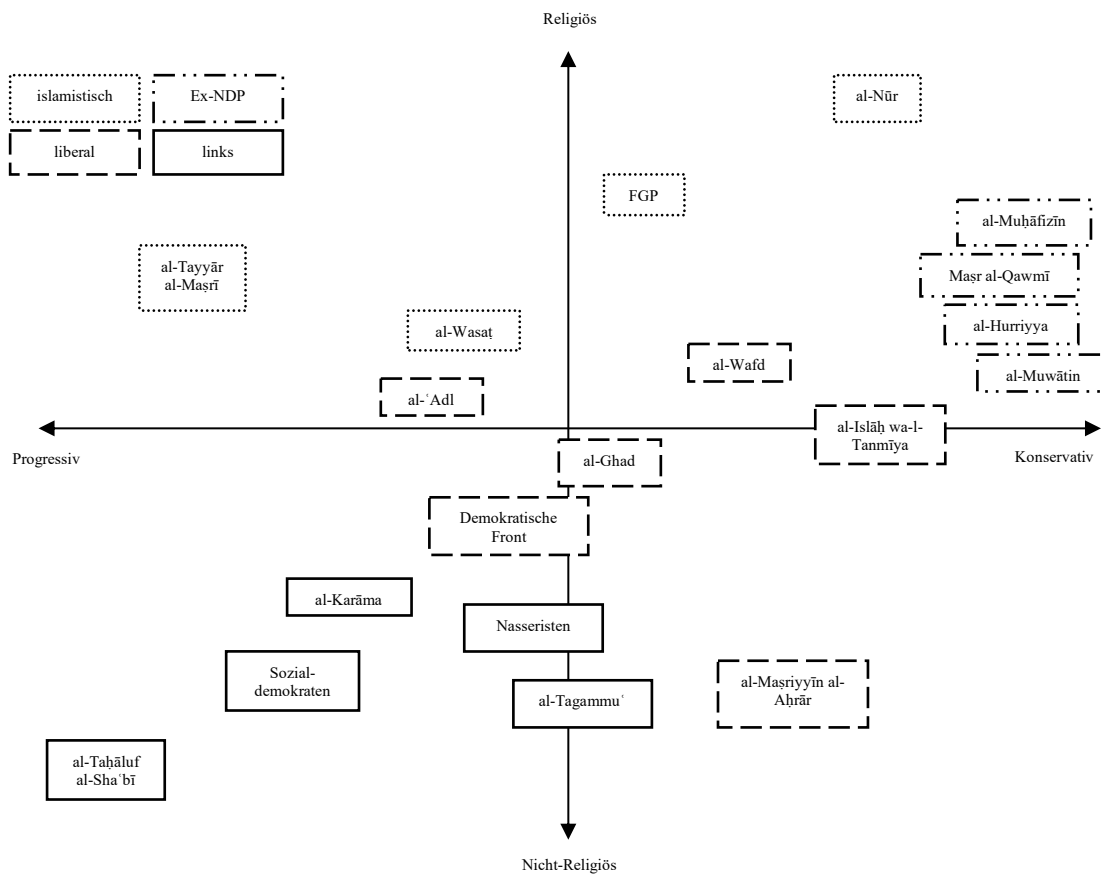 Religiös
islamistisch
Ex-NDP
al-Nūr
liberal
links
FGP
al-Muḥāfiẓīn
al-Tayyār
al-Maṣrī
Maṣr al-Qawmī
al-Wasaṭ
al-Hurriyya
al-Wafd
al-Muwātin
al-ʿAdl
al-Iṣlāḥ wa-l-
Tanmīya
Progressiv
al-Ghad
Konservativ
Demokratische
Front
al-Karāma
Nasseristen
Sozial-
demokraten
al-Maṣriyyīn al-
Aḥrār
al-Tagammuʿ
al-Taḥāluf
al-Shaʿbī
Nicht-Religiös